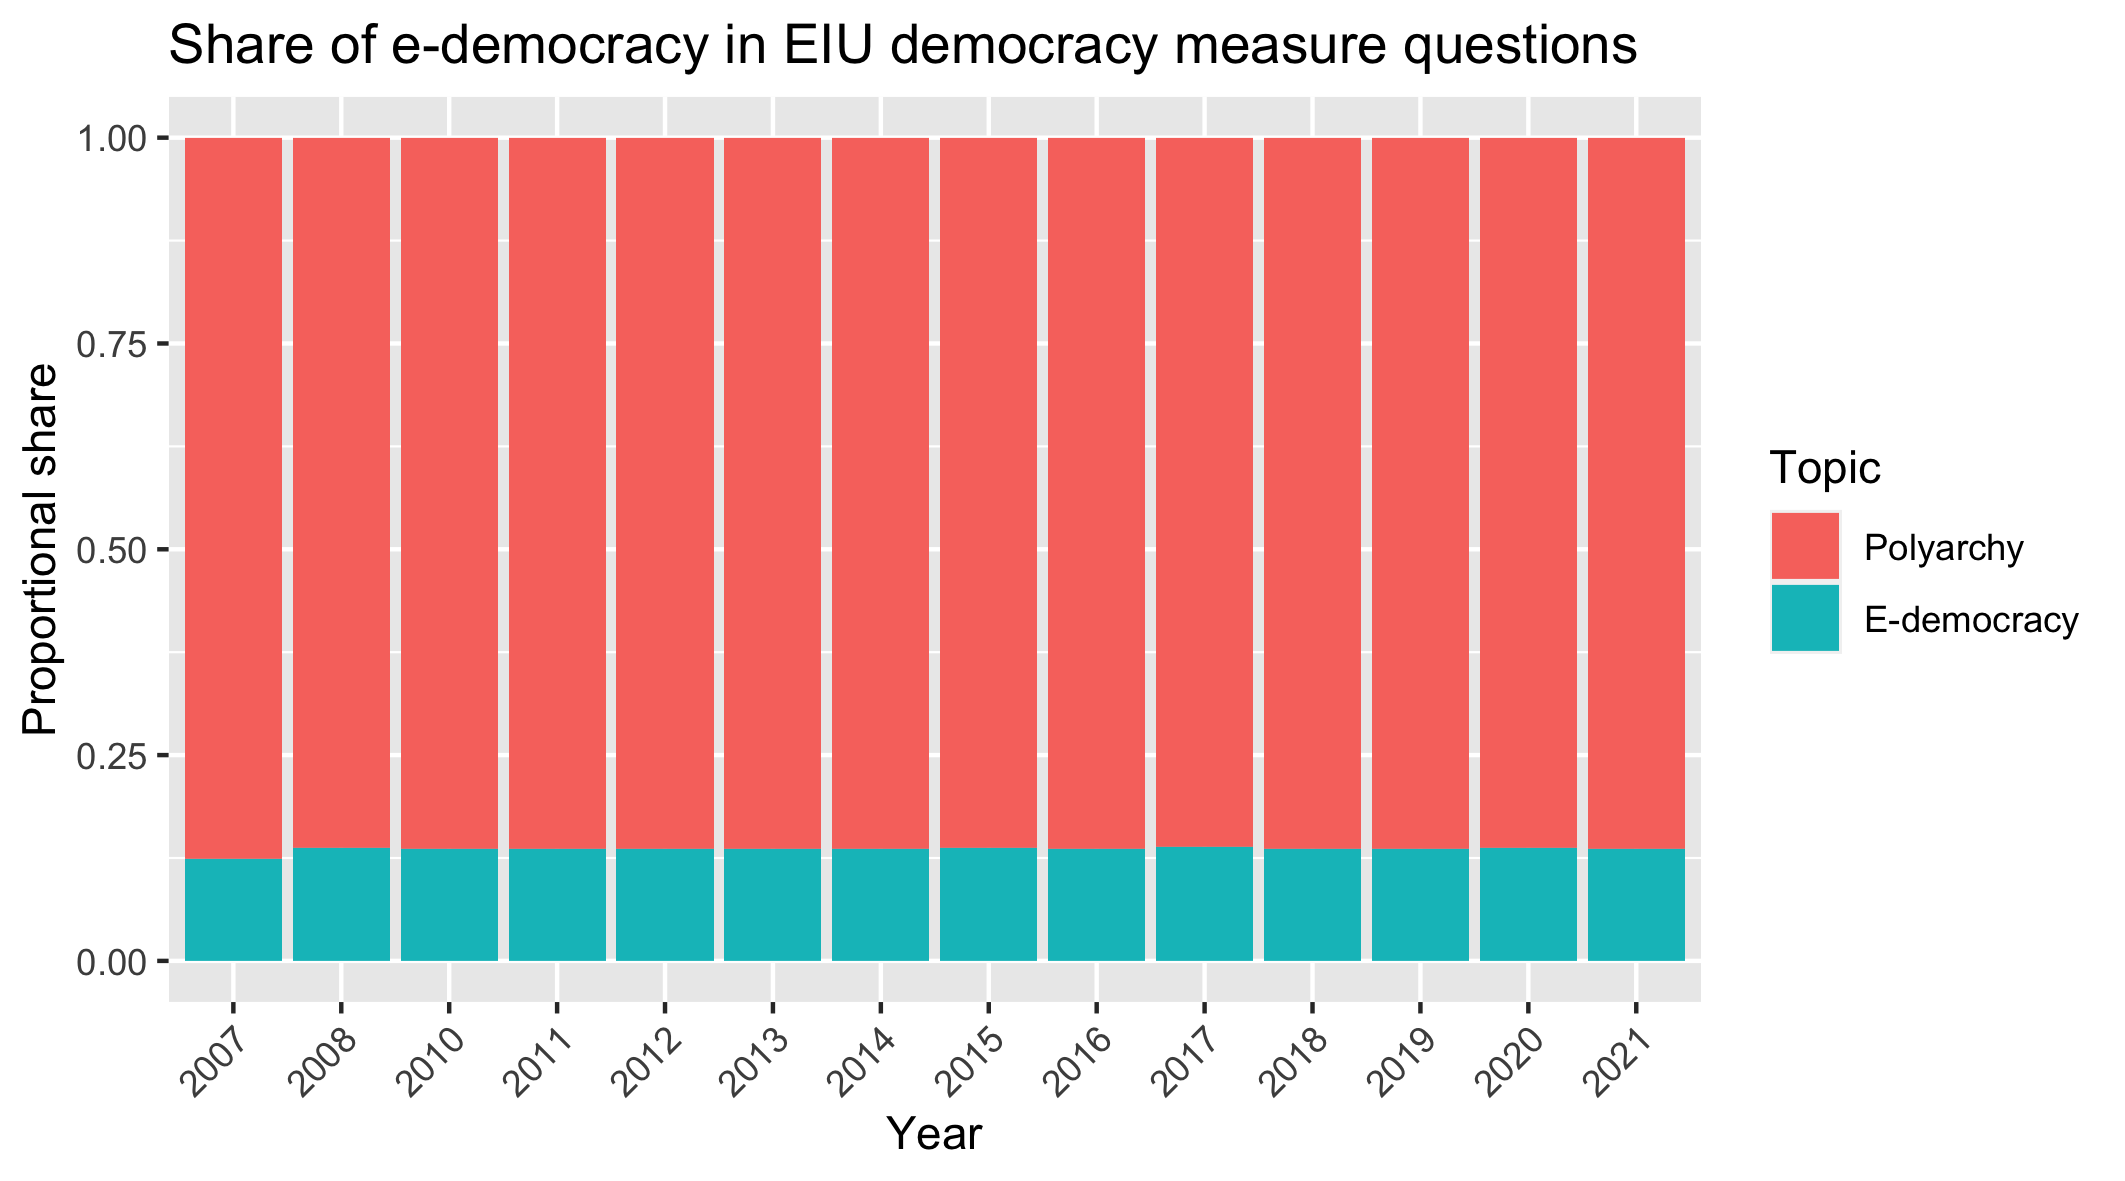 Share of e-democracy in EIU democracy measure questions
1.00
0.75
0.50
0.25
0.00
Proportional share
2007 2008 2010 2011 2012 2013 2014 2015 2016 2017 2018 2019 2020 2021
Year
Topic
Polyarchy
E-democracy